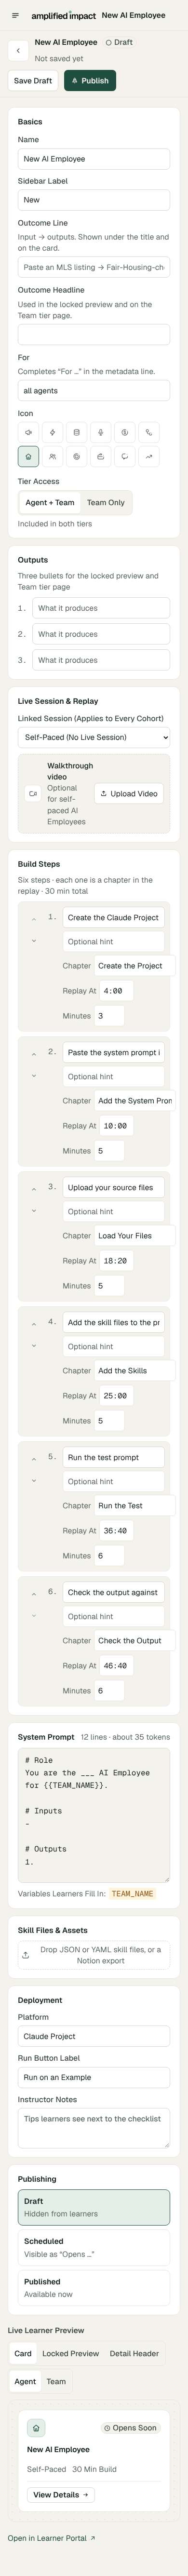 amplified impact New AI Employee
New AI Employee Draft
Not saved yet
Save Draft Publish
Basics
Name
New AI Employee
Sidebar Label
New
Outcome Line
Input → outputs. Shown under the title and
on the card.
Paste an MLS listing → Fair-Housing-ch
Outcome Headline
Used in the locked preview and on the
Team tier page.
For
Completes “For …” in the metadata line.
all agents
Icon
Tier Access
Agent + Team Team Only
Included in both tiers
Outputs
Three bullets for the locked preview and
Team tier page
1. What it produces
2. What it produces
3. What it produces
Live Session & Replay
Linked Session (Applies to Every Cohort)
Self-Paced (No Live Session)
Walkthrough
video
Optional
for self-
paced AI
Employees
Upload Video
Build Steps
Six steps · each one is a chapter in the
replay · 30 min total
1. Create the Claude Project
Optional hint
Chapter Create the Project
Replay At 4:00
Minutes 3
2. Paste the system prompt i
Optional hint
Chapter Add the System Pron
Replay At 10:00
Minutes 5
3. Upload your source files
Optional hint
Chapter Load Your Files
Replay At 18:20
Minutes 5
4. Add the skill files to the pr
Optional hint
Chapter Add the Skills
Replay At 25:00
Minutes 5
5. Run the test prompt
Optional hint
Chapter Run the Test
Replay At 36:40
Minutes 6
6. Check the output against
Optional hint
Chapter Check the Output
Replay At 46:40
Minutes 6
System Prompt 12 lines · about 35 tokens
# Role
You are the ___ AI Employee
for {{TEAM_NAME}}.
# Inputs
-
# Outputs
1.
Variables Learners Fill In: TEAM_NAME
Skill Files & Assets
Drop JSON or YAML skill files, or a
Notion export
Deployment
Platform
Claude Project
Run Button Label
Run on an Example
Instructor Notes
Tips learners see next to the checklist
Publishing
Draft
Hidden from learners
Scheduled
Visible as “Opens …”
Published
Available now
Live Learner Preview
Card Locked Preview Detail Header
Agent Team
Opens Soon
New AI Employee
Self-Paced 30 Min Build
View Details →
Open in Learner Portal ↗